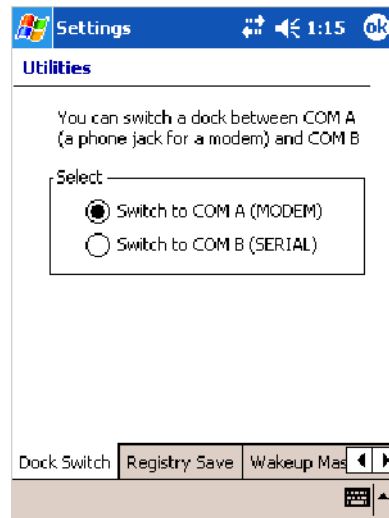 Settings 1:15 ok
Utilities
You can switch a dock between COM A
(a phone jack for a modem) and COM B
Select
Switch to COM A (MODEM)
Switch to COM B (SERIAL)
Dock Switch Registry Save Wakeup Mas